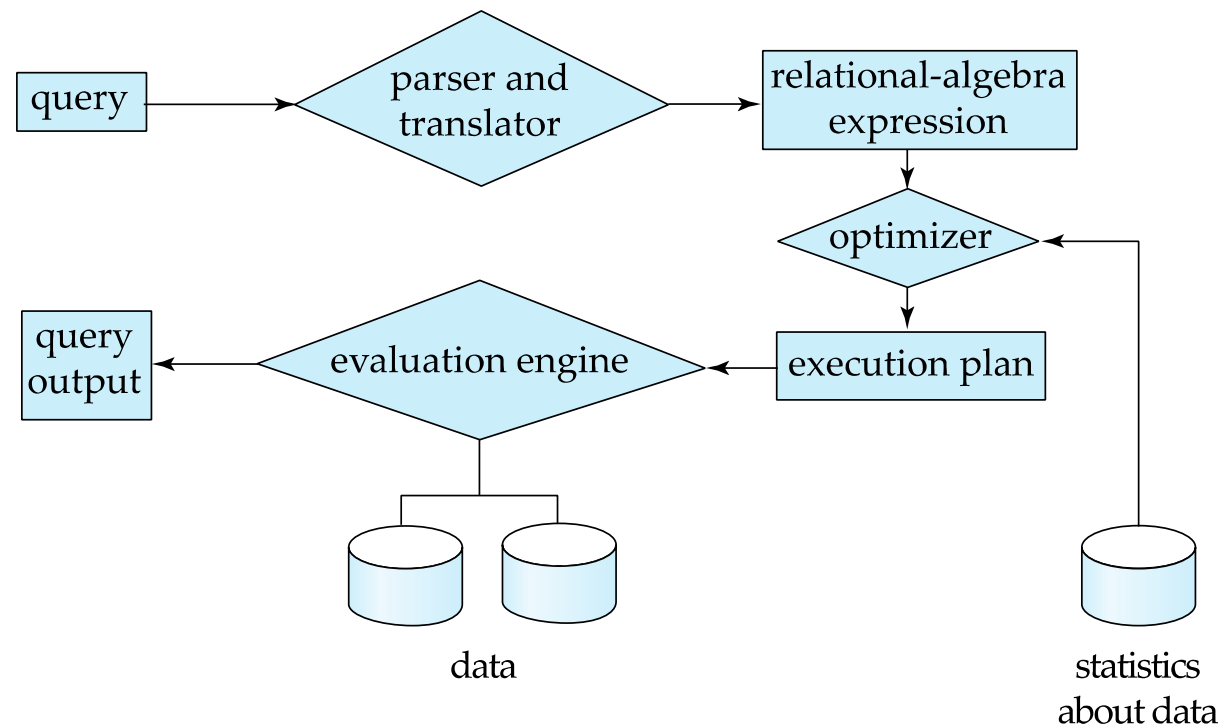 query
parser and
translator
relational-algebra
expression
optimizer
query
output
evaluation engine
execution plan
data
statistics
about data